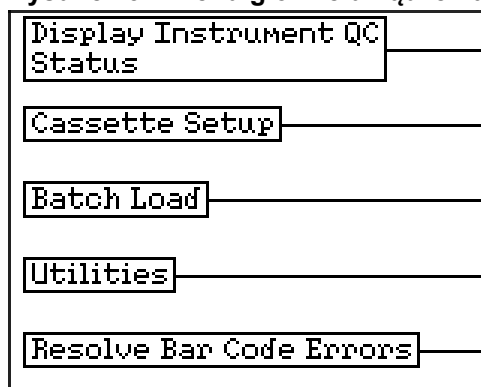 Display Instrument QC
Status
Cassette Setup
Batch Load
Utilities
Resolve Bar Code Errors